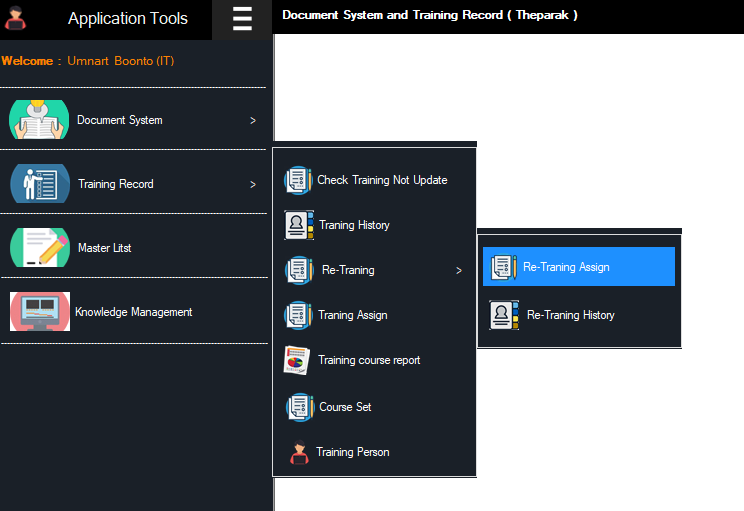 Application Tools
Document System and Training Record ( Theparak )
Welcome : Umnart Boonto (IT)
Document System >
Training Record >
Master Litst
Knowledge Management
Check Training Not Update
Traning History
Re-Traning >
Traning Assign
Training course report
Course Set
Training Person
Re-Traning Assign
Re-Traning History